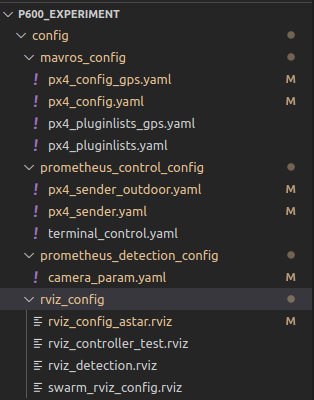 P600_EXPERIMENT
config
mavros_config
! px4_config_gps.yaml M
! px4_config.yaml M
! px4_pluginlists_gps.yaml
! px4_pluginlists.yaml
prometheus_control_config
! px4_sender_outdoor.yaml M
! px4_sender.yaml M
! terminal_control.yaml
prometheus_detection_config
! camera_param.yaml M
rviz_config
rviz_config_astar.rviz M
rviz_controller_test.rviz
rviz_detection.rviz
swarm_rviz_config.rviz